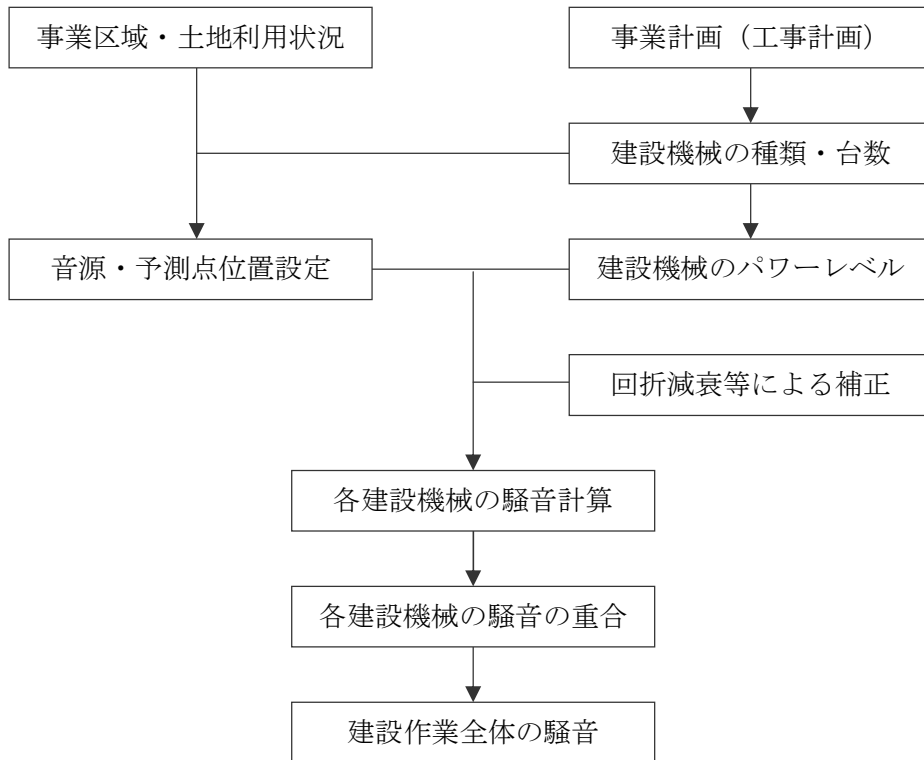 事業区域・土地利用状況
事業計画（工事計画）
建設機械の種類・台数
音源・予測点位置設定
建設機械のパワーレベル
回折減衰等による補正
各建設機械の騒音計算
各建設機械の騒音の重合
建設作業全体の騒音